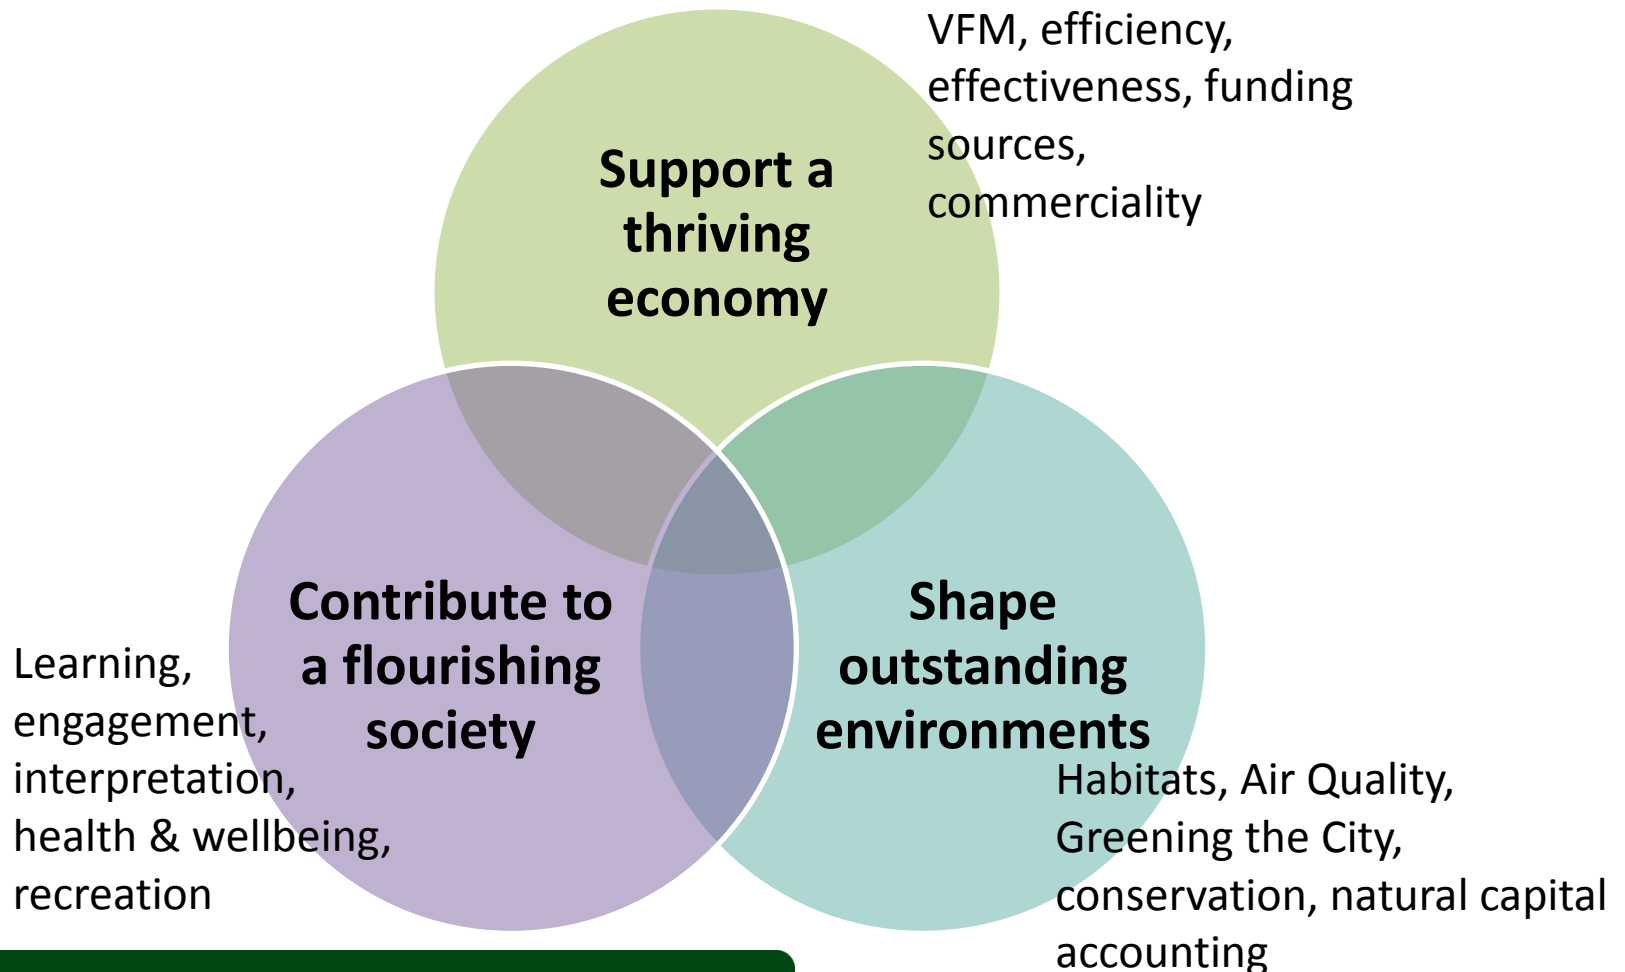 VFM, efficiency,
effectiveness, funding
sources,
commerciality
Support a
thriving
economy
Contribute to
a flourishing
society
Shape
outstanding
environments
Learning,
engagement,
interpretation,
health & wellbeing,
recreation
Habitats, Air Quality,
Greening the City,
conservation, natural capital
accounting